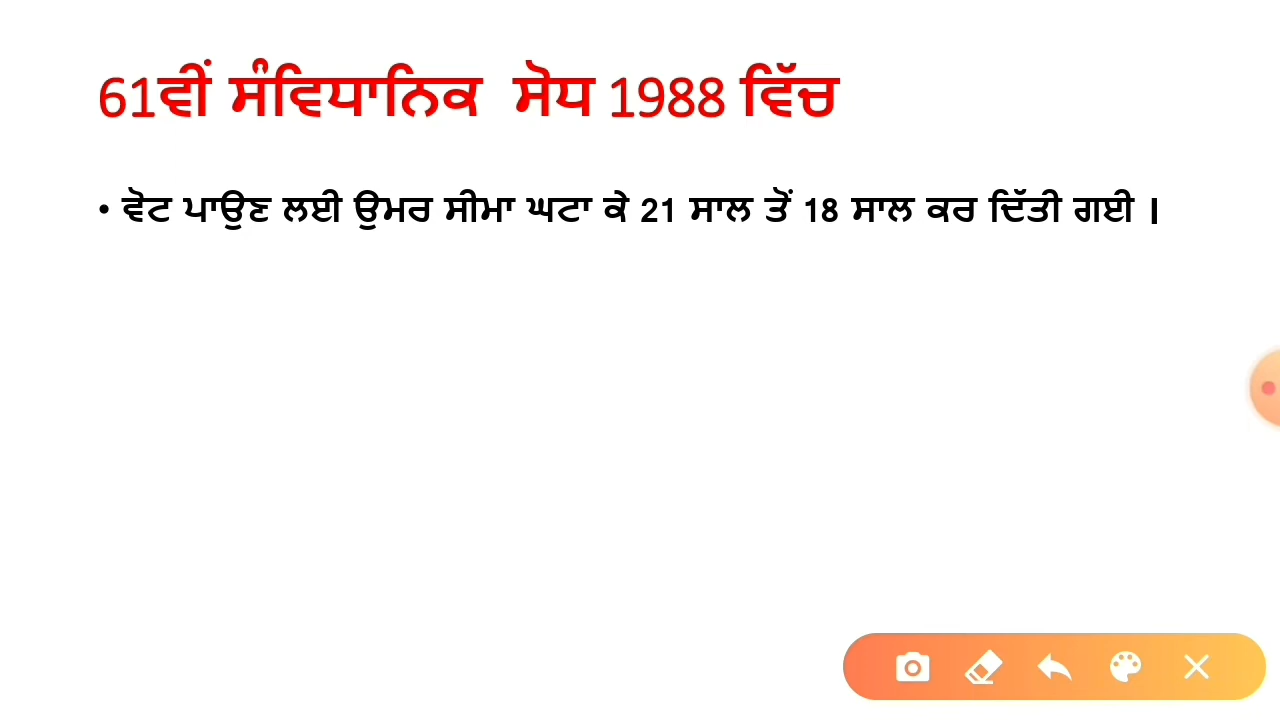 61ਵੀਂ ਸੰਵਿਧਾਨਿਕ ਸੋਧ 1988 ਵਿੱਚ
• ਵੋਟ ਪਾਉਣ ਲਈ ਉਮਰ ਸੀਮਾ ਘਟਾ ਕੇ 21 ਸਾਲ ਤੋਂ 18 ਸਾਲ ਕਰ ਦਿੱਤੀ ਗਈ ।